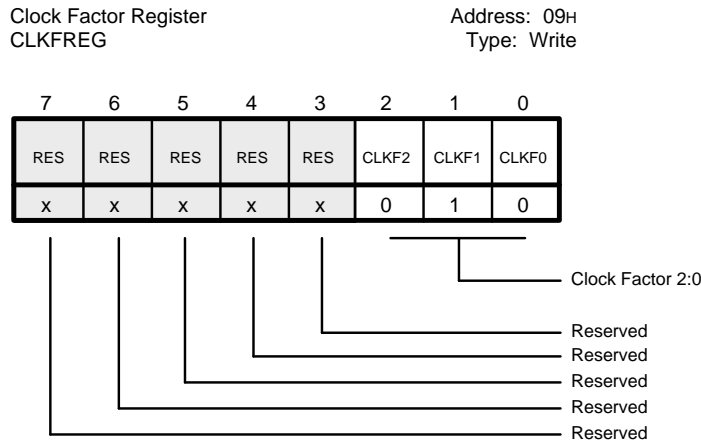 Clock Factor Register
CLKFREG
Address: 09H
Type: Write
7 6 5 4 3 2 1 0
RES RES RES RES RES CLKF2 CLKF1 CLKF0
x x x x x 0 1 0
Clock Factor 2:0
Reserved
Reserved
Reserved
Reserved
Reserved